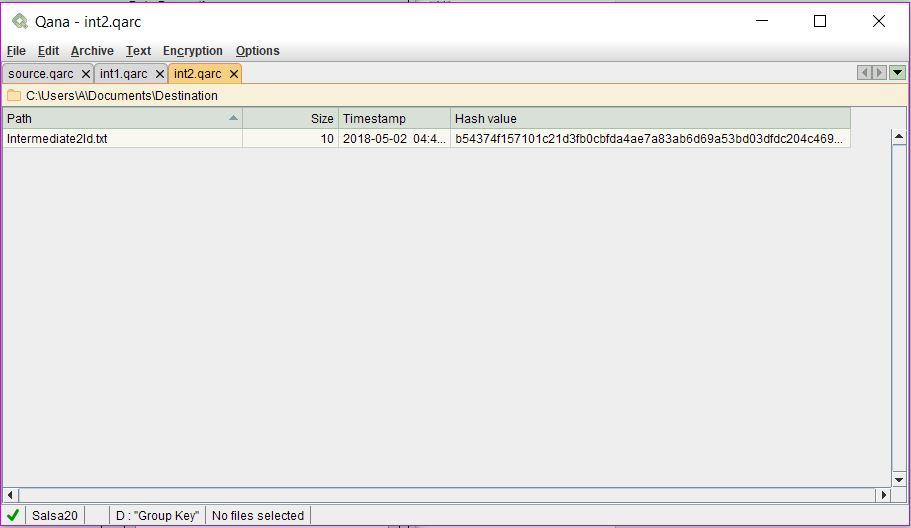 Qana - int2.qarc
File Edit Archive Text Encryption Options
source.qarc int1.qarc int2.qarc
C:\Users\A\Documents\Destination
Path Size Timestamp Hash value
Intermediate2Id.txt 10 2018-05-02 04:4... b54374f157101c21d3fb0cbfda4ae7a83ab6d69a53bd03dfdc204c469...
Salsa20 D : "Group Key" No files selected